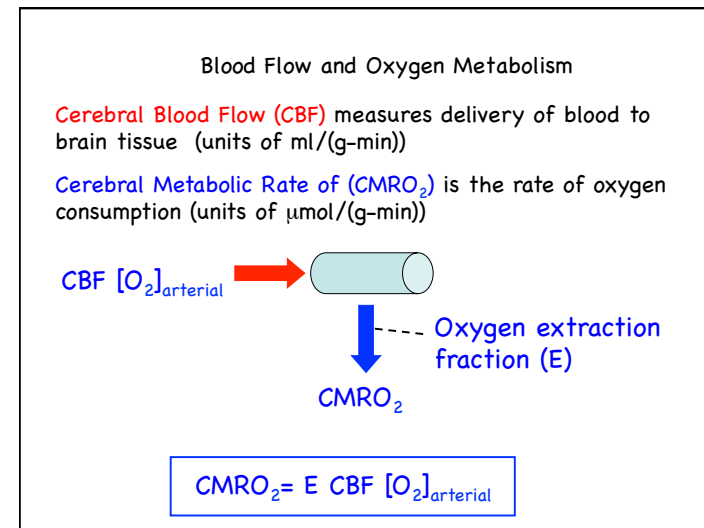 Blood Flow and Oxygen Metabolism
Cerebral Blood Flow (CBF) measures delivery of blood to
brain tissue (units of ml/(g-min))
Cerebral Metabolic Rate of (CMRO₂) is the rate of oxygen
consumption (units of μmol/(g-min))
CBF [O₂]arterial
Oxygen extraction
fraction (E)
CMRO₂
CMRO₂= E CBF [O₂]arterial